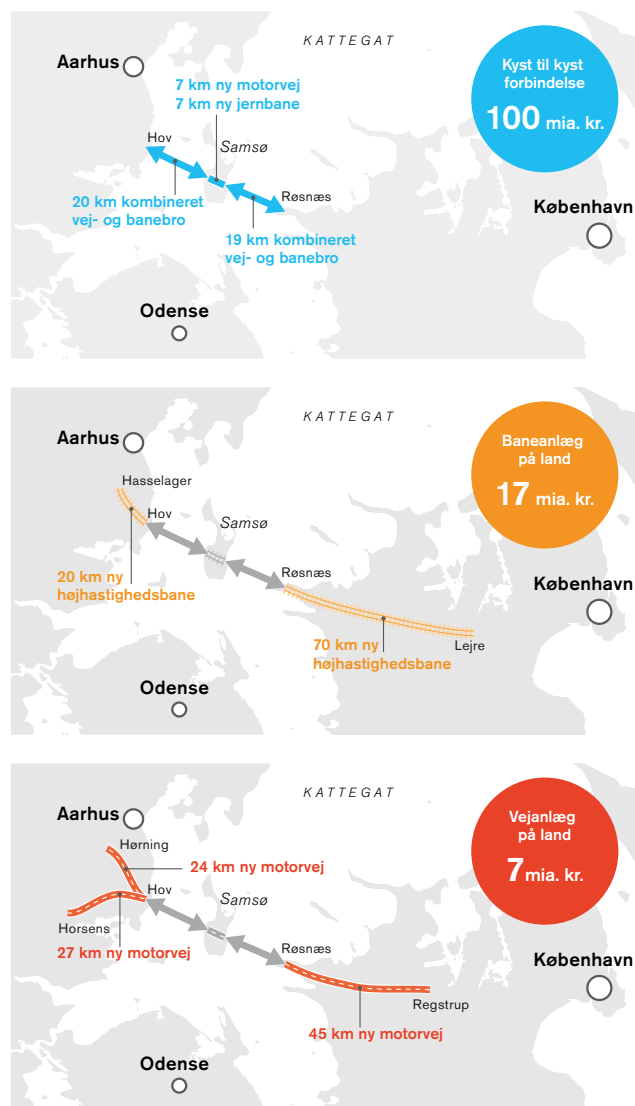 KATTEGAT
Aarhus
Kyst til kyst
forbindelse
100 mia. kr.
7 km ny motorvej
7 km ny jernbane
Hov
Samsø
Røsnæs
20 km kombineret
vej- og banebro
København
19 km kombineret
vej- og banebro
Odense
KATTEGAT
Aarhus
Baneanlæg
på land
17 mia. kr.
Hasselager
Hov
Samsø
Røsnæs
20 km ny
højhastighedsbane
København
70 km ny
højhastighedsbane
Lejre
Odense
KATTEGAT
Aarhus
Vejanlæg
på land
7 mia. kr.
Hørning
24 km ny motorvej
Hov
Samsø
Horsens
27 km ny motorvej
Røsnæs
København
Regstrup
45 km ny motorvej
Odense